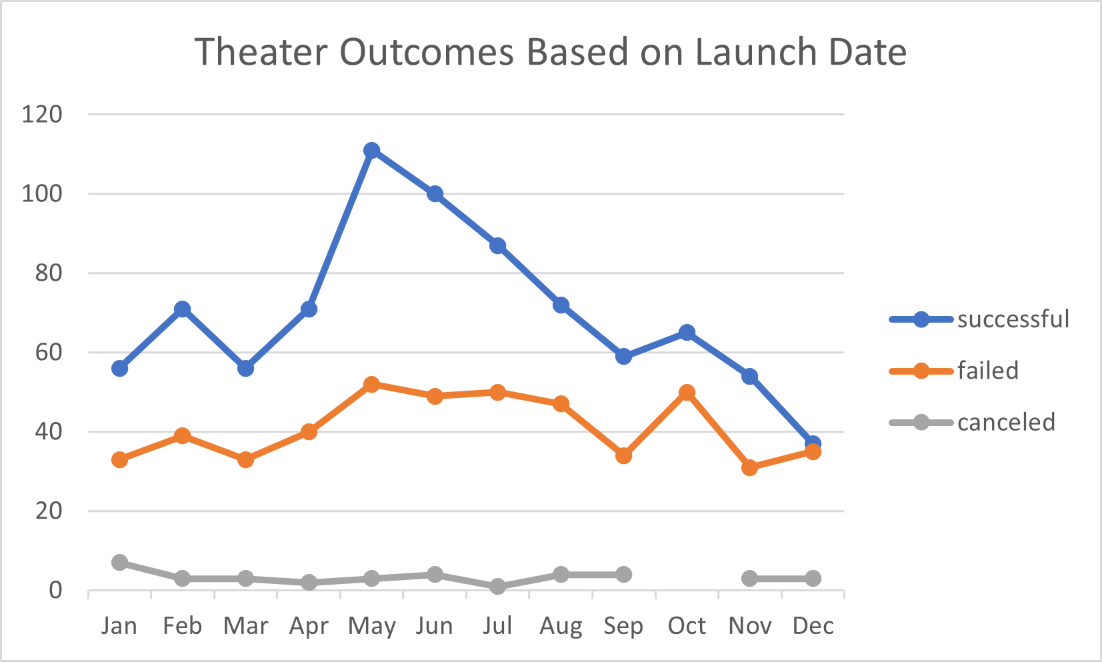 Theater Outcomes Based on Launch Date
120
100
80
60
40
20
0
Jan Feb Mar Apr May Jun Jul Aug Sep Oct Nov Dec
successful
failed
canceled